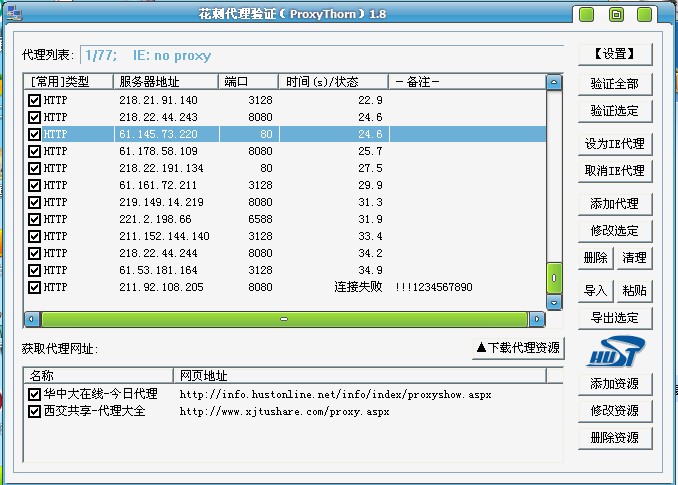 花刺代理验证(ProxyThorn) 1.8
代理列表: 1/77; IE: no proxy
【设置】
[常用]类型 服务器地址 端口 时间(s)/状态 -备注-
验证全部
HTTP 218.21.91.140 3128 22.9
HTTP 218.22.44.243 8080 24.6
验证选定
HTTP 61.145.73.220 80 24.6
HTTP 61.178.58.109 8080 25.7
设为IE代理
HTTP 218.22.191.134 80 27.5
取消IE代理
HTTP 61.161.72.211 3128 29.9
HTTP 219.149.14.219 8080 31.3
添加代理
HTTP 221.2.198.66 6588 31.9
HTTP 211.152.144.140 3128 33.4
修改选定
HTTP 218.22.44.244 8080 34.2
删除 清理
HTTP 61.53.181.164 3128 34.9
HTTP 211.92.108.205 8080 连接失败 !!!1234567890
导入 粘贴
导出选定
获取代理网址: ▲下载代理资源
HUST
名称 网页地址
添加资源
华中大在线-今日代理 http://info.hustonline.net/info/index/proxyshow.aspx
西交共享-代理大全 http://www.xjtushare.com/proxy.aspx
修改资源
删除资源